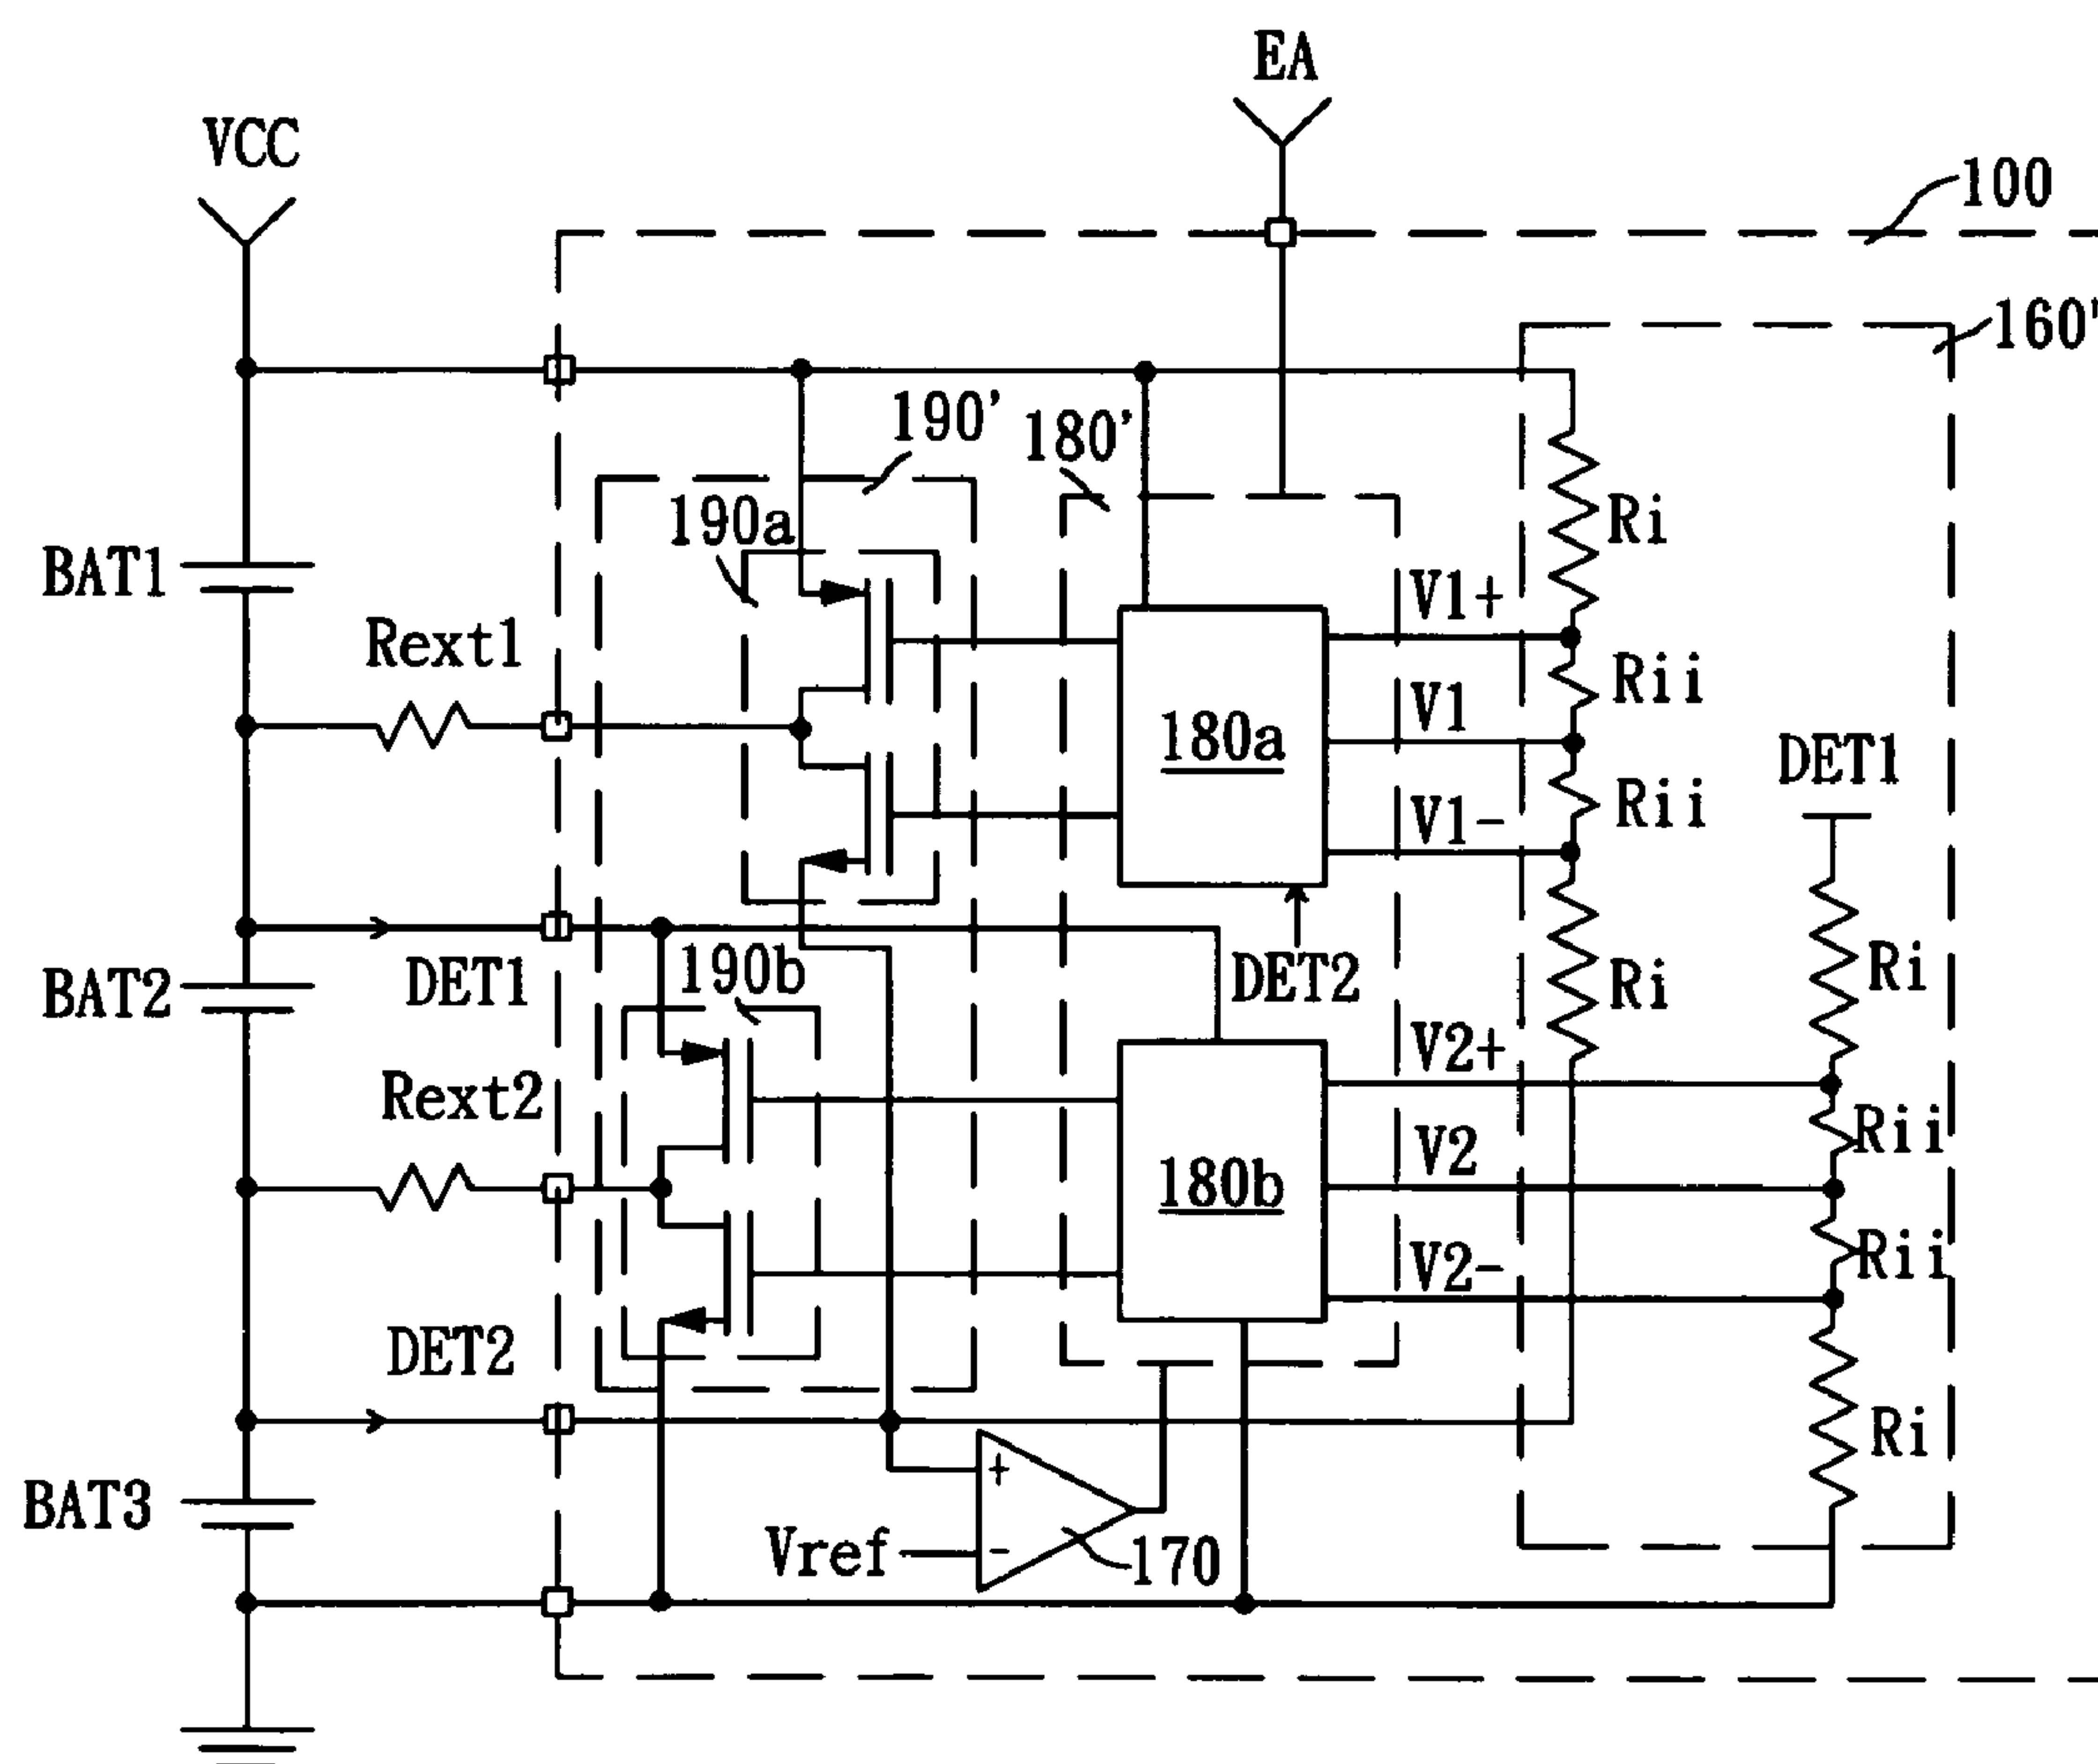 EA
VCC
100
160"
190'
180'
190a
Ri
BAT1
V1+
Rext1
Rii
V1
180a
DET1
Rii
V1-
DET1
190b
DET2
Ri
Ri
BAT2
V2+
Rext2
Rii
V2
180b
Rii
V2-
DET2
Ri
BAT3
+
Vref
-
170